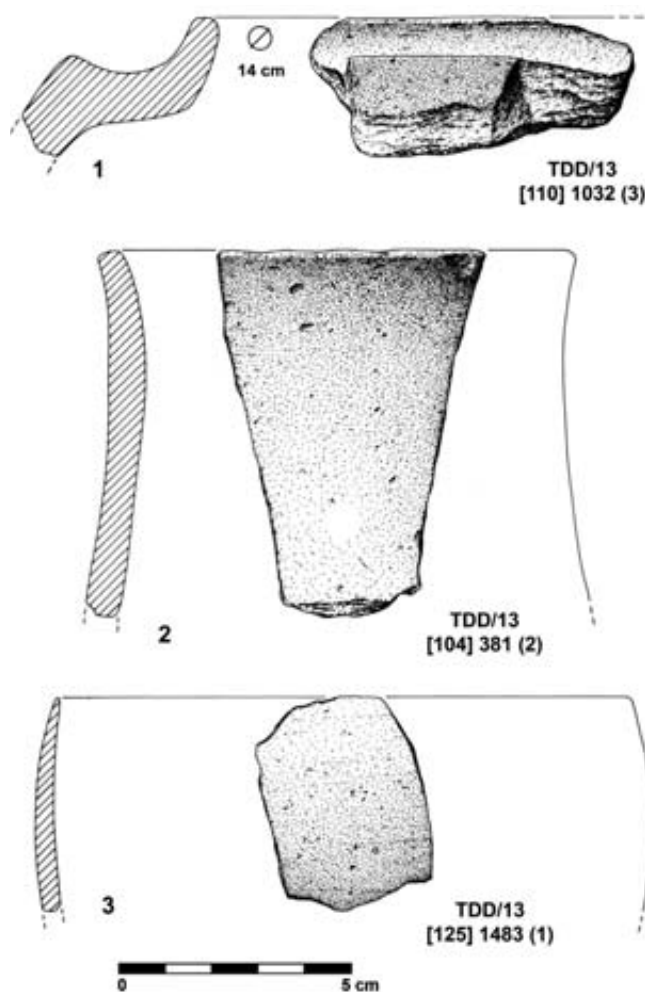 14 cm
1
TDD/13
[110] 1032 (3)
2
TDD/13
[104] 381 (2)
3
TDD/13
[125] 1483 (1)
0 5 cm